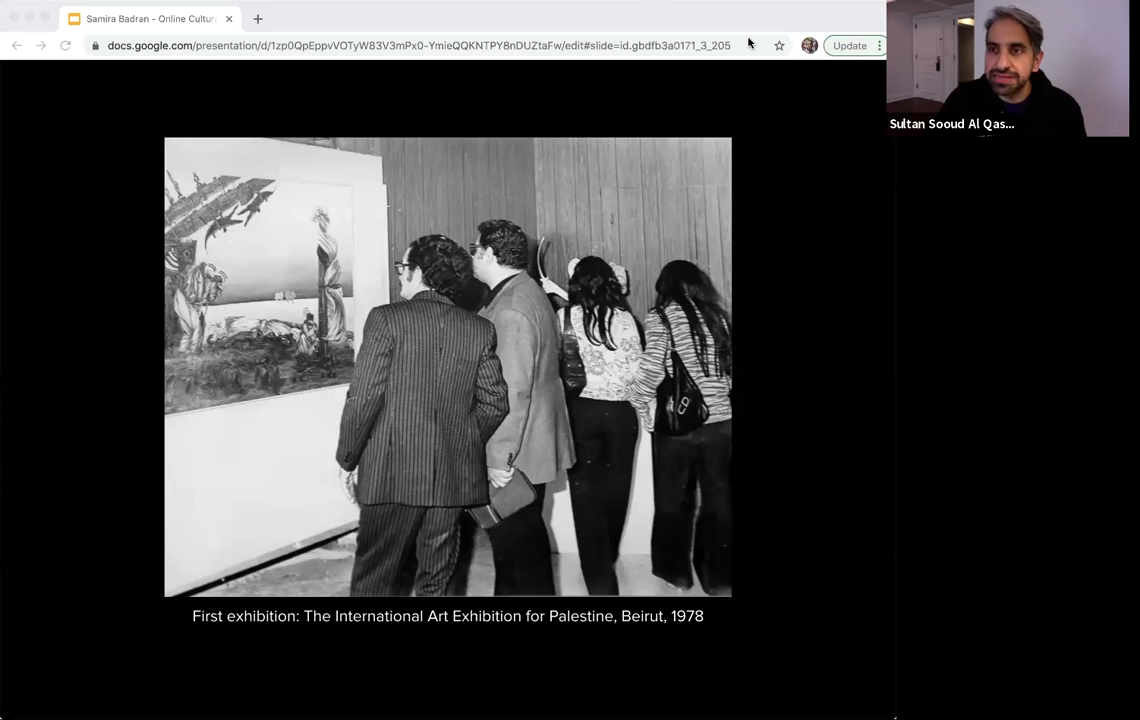 Samira Badran - Online Cultur
docs.google.com/presentation/d/1zp0QpEppvVOTyW83V3mPx0-YmieQQKNTPY8nDUZtaFw/edit#slide=id.gbdfb3a0171_3_205
Update
Sultan Sooud Al Qas...
CD
First exhibition: The International Art Exhibition for Palestine, Beirut, 1978